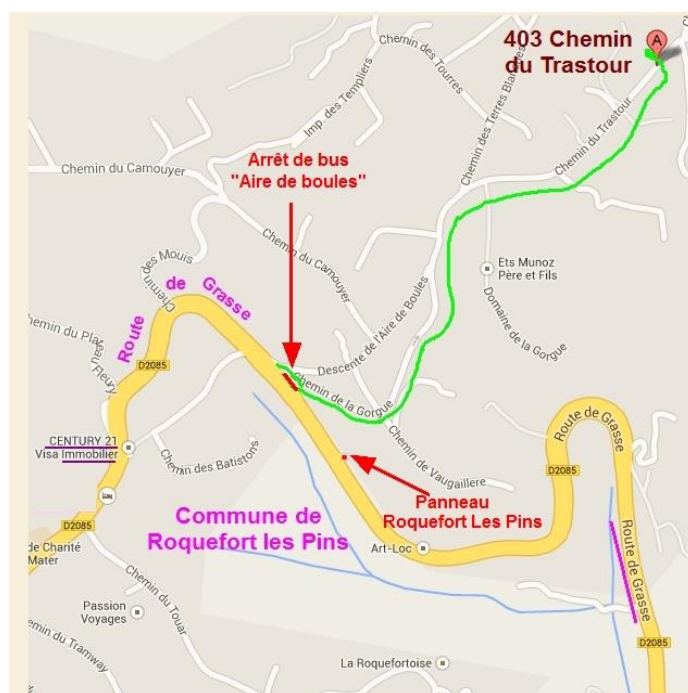 403 Chemin
du Trastour
A
Chemin des Tourres
Imp. des Templiers
Chemin des Terres Blanches
Chemin du Trastour
Arrêt de bus
"Aire de boules"
Chemin du Camouyer
Chemin du Camouyer
Ets Munoz
Père et Fils
Chemin des Mouis
Route de Grasse
Domaine de la Gorgue
Descente de l'Aire de Boules
Chemin du Plan Fleury
D2085
Chemin de la Gorgue
CENTURY 21
Visa Immobilier
Chemin des Batistons
Chemin de Vaugaillere
Route de Grasse
D2085
Panneau
Roquefort Les Pins
Commune de
Roquefort les Pins
D2085
de Charité
Mater
Art-Loc
Route de Grasse
Chemin du Touar
Passion
Voyages
emin du Tramway
La Roquefortoise
D2085